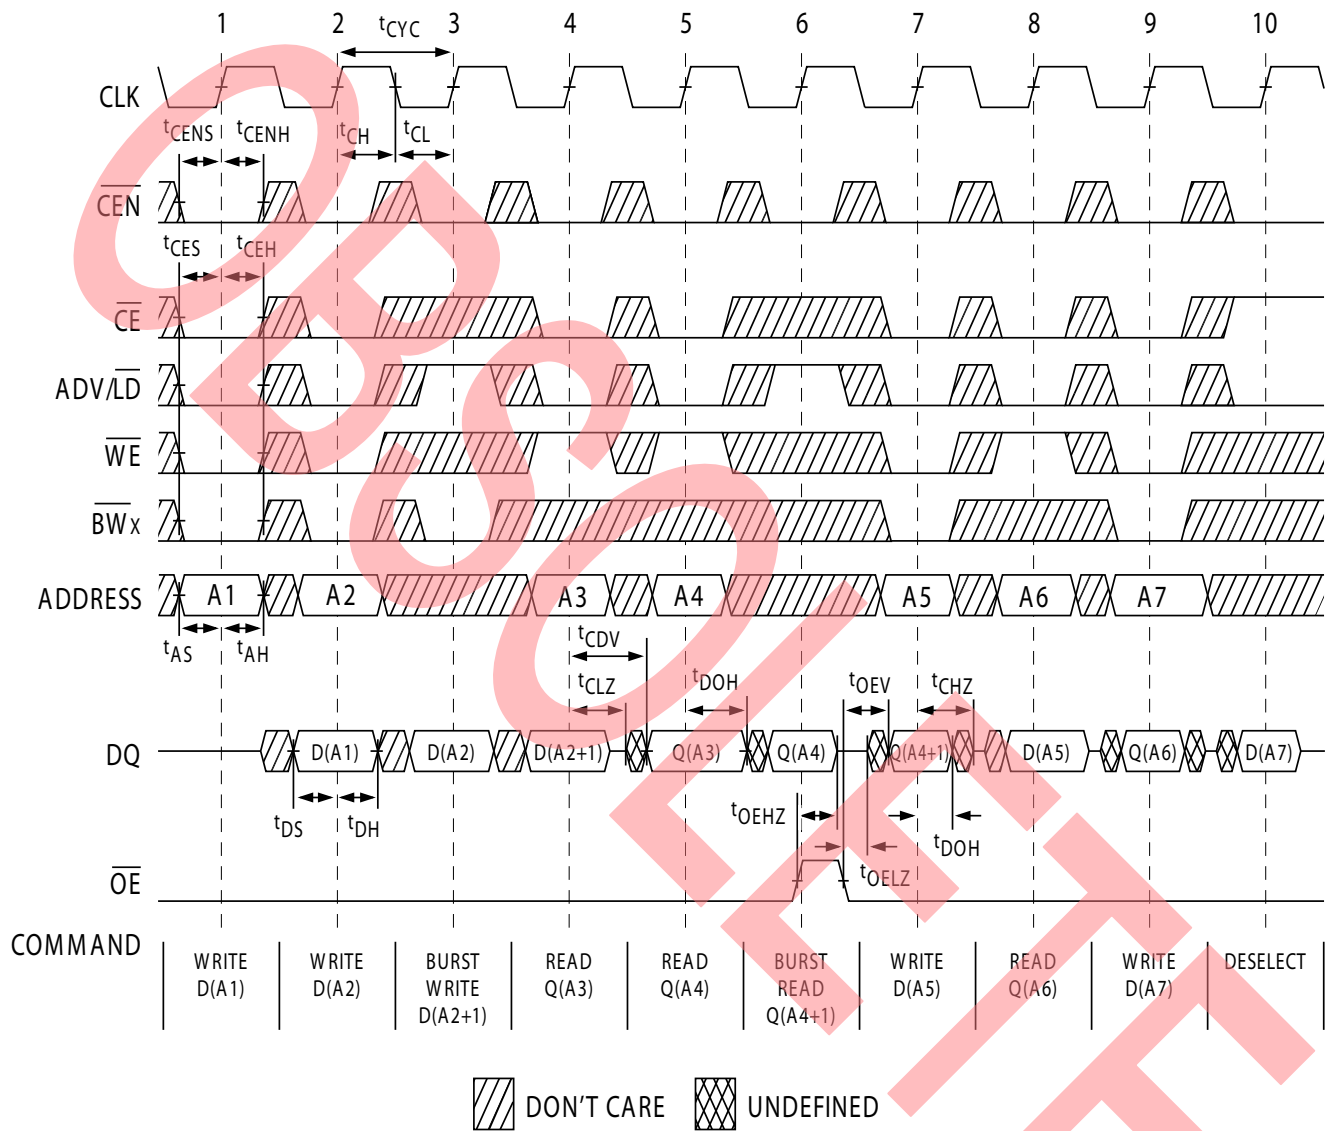 1 2 tCYC 3 4 5 6 7 8 9 10
CLK
tCENS tCENH tCH tCL
CEN
tCES tCEH
CE
ADV/LD
WE
BWx
ADDRESS A1 A2 A3 A4 A5 A6 A7
tAS tAH tCDV
tCLZ tDOH tOEV tCHZ
DQ D(A1) D(A2) D(A2+1) Q(A3) Q(A4) Q(A4+1) D(A5) Q(A6) D(A7)
tDS tDH tOEHZ tDOH
tOELZ
OE
COMMAND
WRITE WRITE BURST READ READ BURST WRITE READ WRITE DESELECT
D(A1) D(A2) WRITE Q(A3) Q(A4) READ D(A5) Q(A6) D(A7)
D(A2+1) Q(A4+1)
DON'T CARE UNDEFINED
OBSOLETE